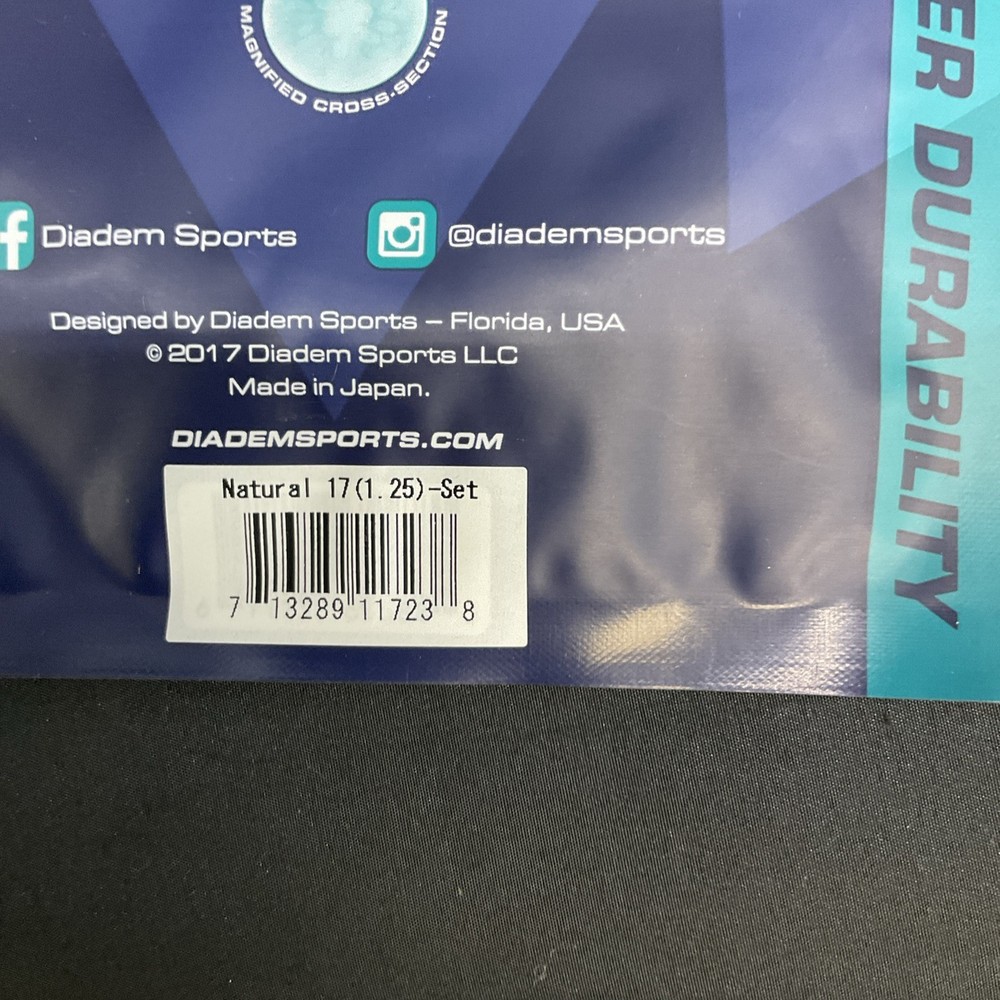 MAGNIFIED CROSS-SECTION
Diadem Sports
@diademsports
Designed by Diadem Sports – Florida, USA
© 2017 Diadem Sports LLC
Made in Japan.
DIADEMSPORTS.COM
Natural 17(1.25)-Set
7 13289 11723 8
DURABILITY